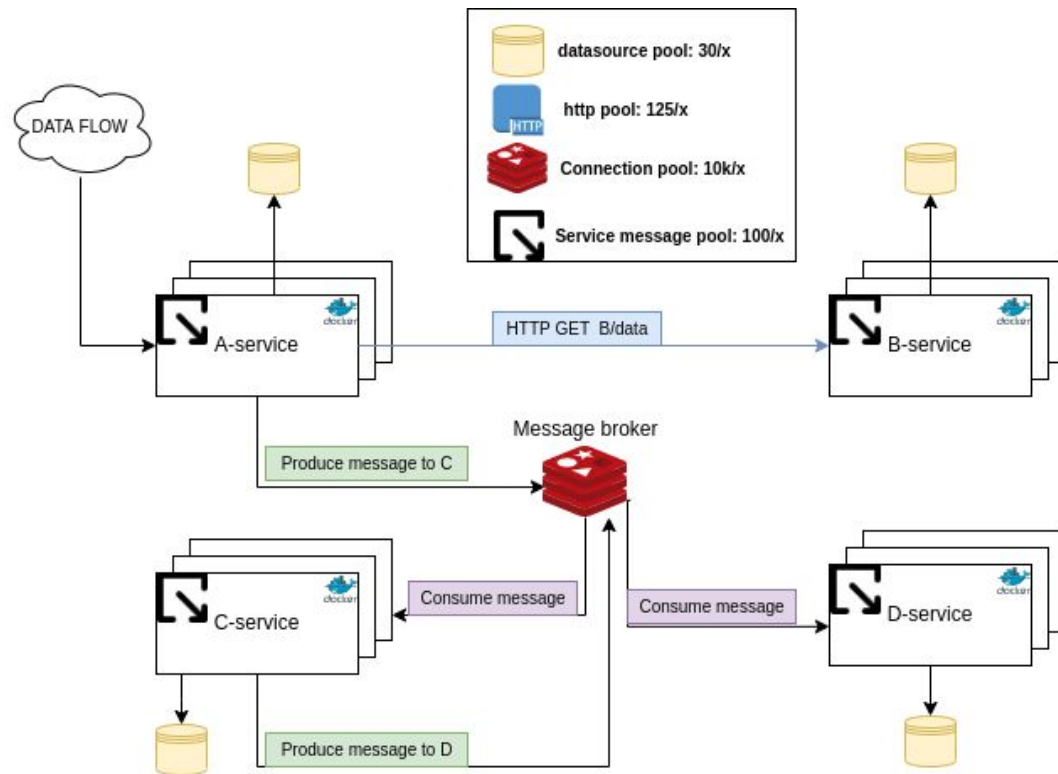 datasource pool: 30/x
DATA FLOW
http pool: 125/x
HTTP
Connection pool: 10k/x
Service message pool: 100/x
docker
docker
A-service
HTTP GET B/data
B-service
Message broker
Produce message to C
docker
docker
Consume message
Consume message
C-service
D-service
Produce message to D